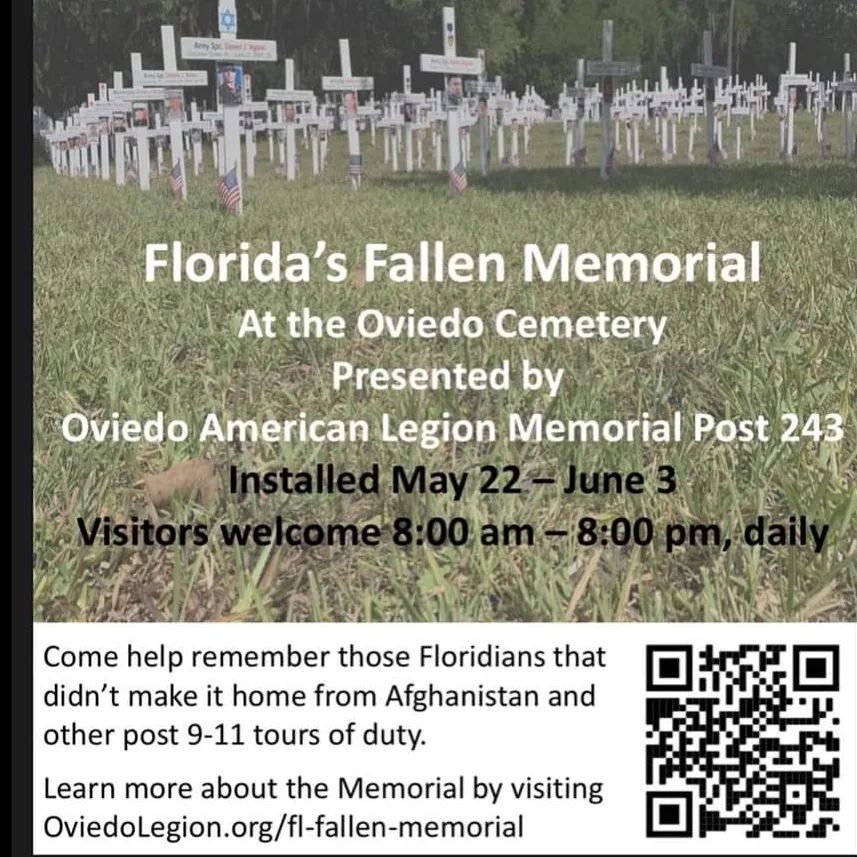 Florida's Fallen Memorial
At the Oviedo Cemetery
Presented by
Oviedo American Legion Memorial Post 243
Installed May 22 – June 3
Visitors welcome 8:00 am – 8:00 pm, daily
Come help remember those Floridians that
didn't make it home from Afghanistan and
other post 9-11 tours of duty.
Learn more about the Memorial by visiting
OviedoLegion.org/fl-fallen-memorial